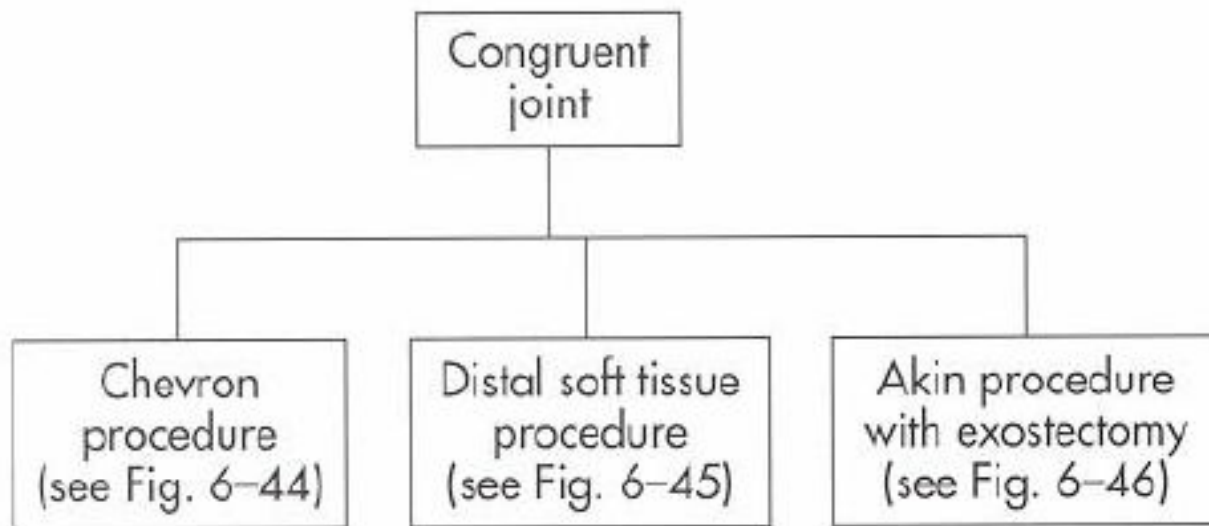 Congruent
joint
Chevron
procedure
(see Fig. 6–44)
Distal soft tissue
procedure
(see Fig. 6–45)
Akin procedure
with exostectomy
(see Fig. 6–46)